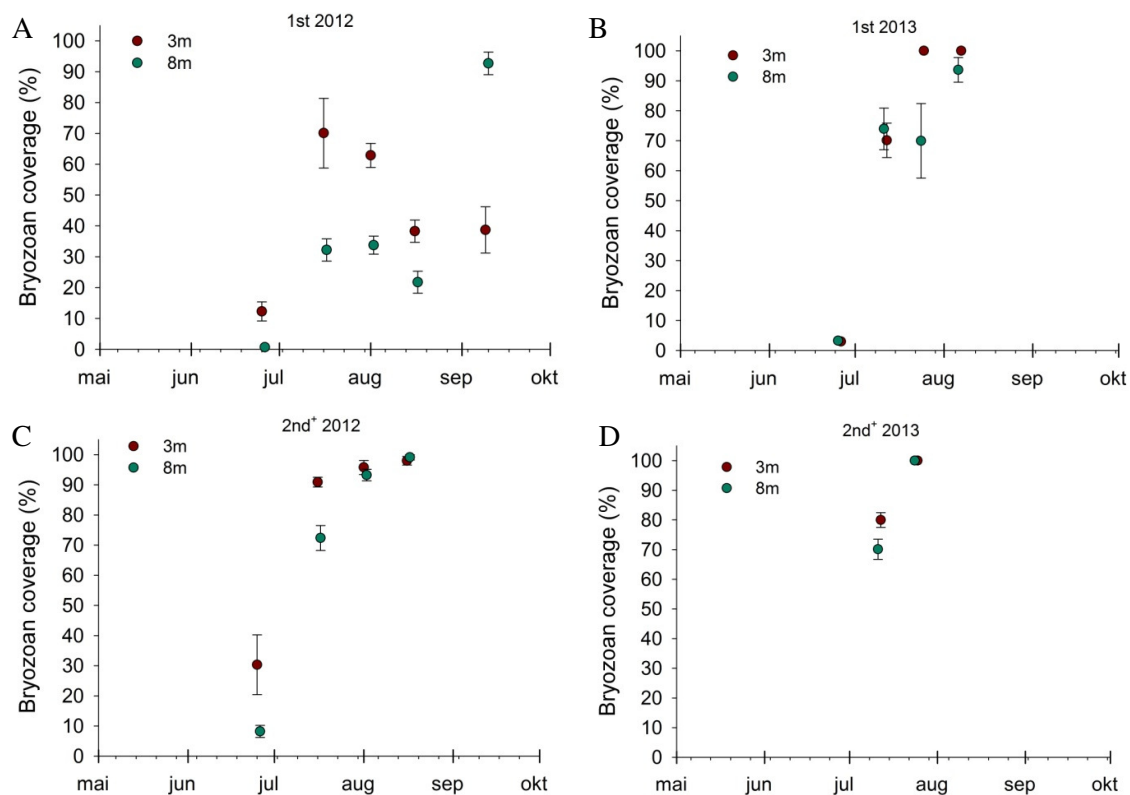 A
1st 2012
3m
8m
Bryozoan coverage (%)
100
90
80
70
60
50
40
30
20
10
0
mai jun jul aug sep okt
B
1st 2013
3m
8m
Bryozoan coverage (%)
100
90
80
70
60
50
40
30
20
10
0
mai jun jul aug sep okt
C
2nd⁺ 2012
3m
8m
Bryozoan coverage (%)
100
90
80
70
60
50
40
30
20
10
0
mai jun jul aug sep okt
D
2nd⁺ 2013
3m
8m
Bryozoan coverage (%)
100
90
80
70
60
50
40
30
20
10
0
mai jun jul aug sep okt